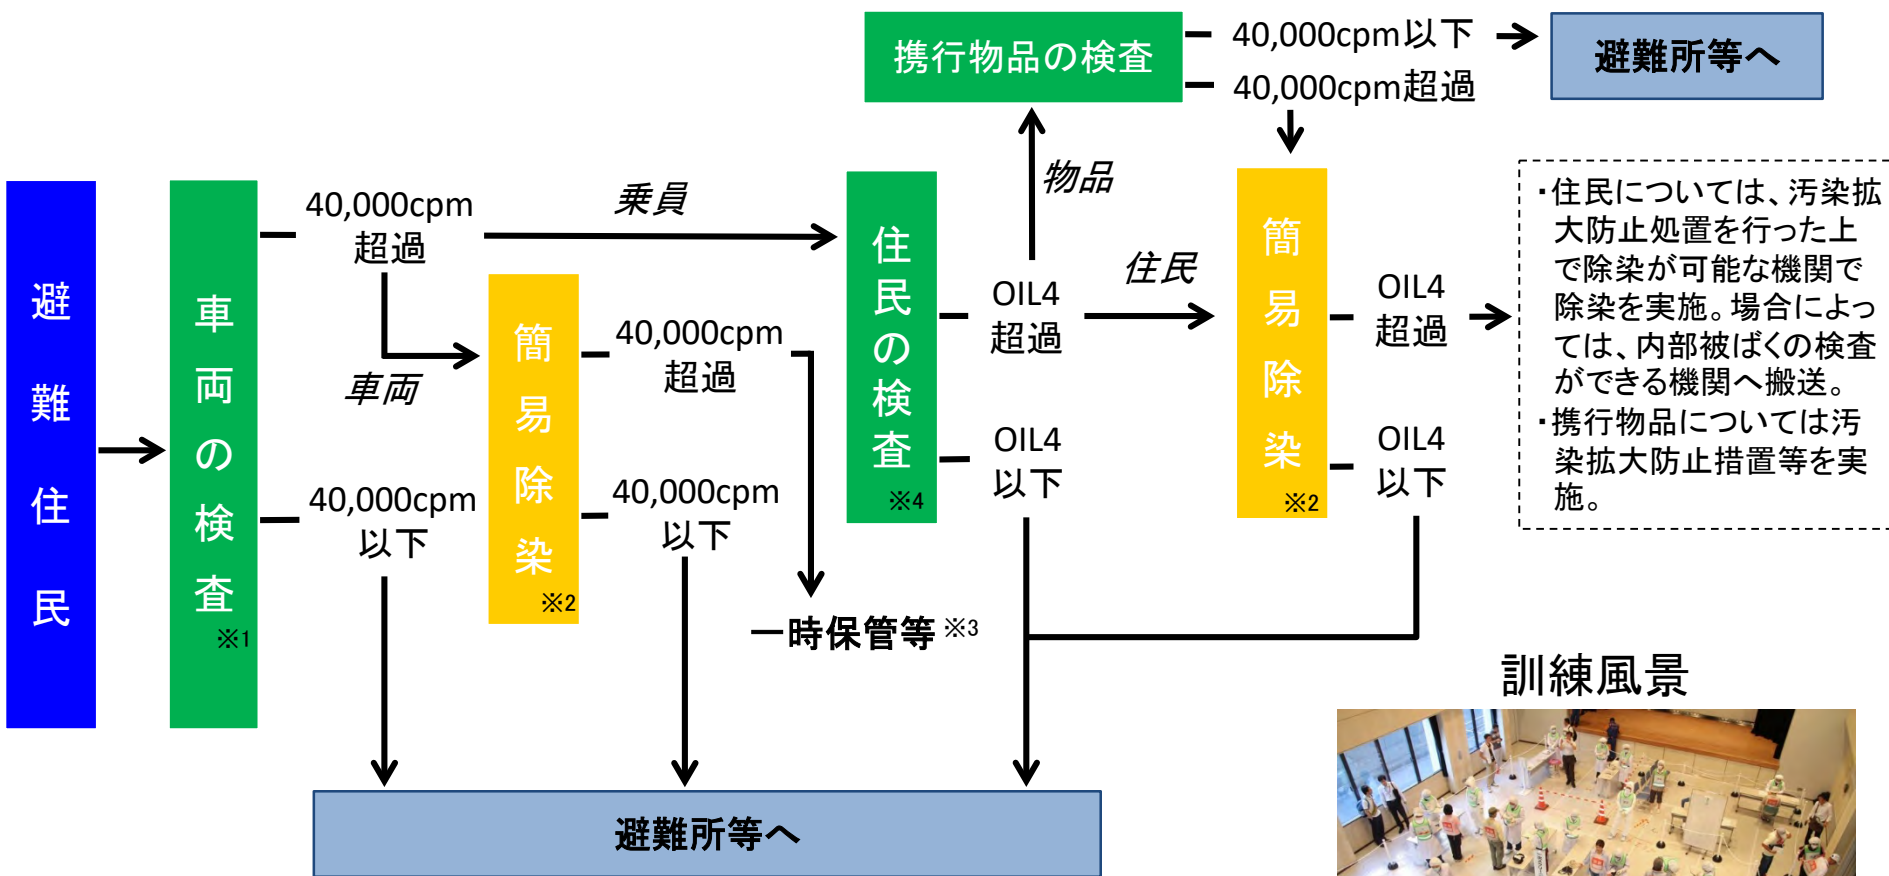 携行物品の検査
40,000cpm以下
40,000cpm超過
避難所等へ
避難住民
車両の検査
※1
40,000cpm
超過
乗員
車両
40,000cpm
以下
簡易除染
※2
40,000cpm
超過
40,000cpm
以下
一時保管等※3
住民の検査
※4
物品
OIL4
超過
住民
OIL4
以下
簡易除染
※2
OIL4
超過
OIL4
以下
・住民については、汚染拡
大防止処置を行った上
で除染が可能な機関で
除染を実施。場合によっ
ては、内部被ばくの検査
ができる機関へ搬送。
・携行物品については汚
染拡大防止措置等を実
施。
避難所等へ
訓練風景